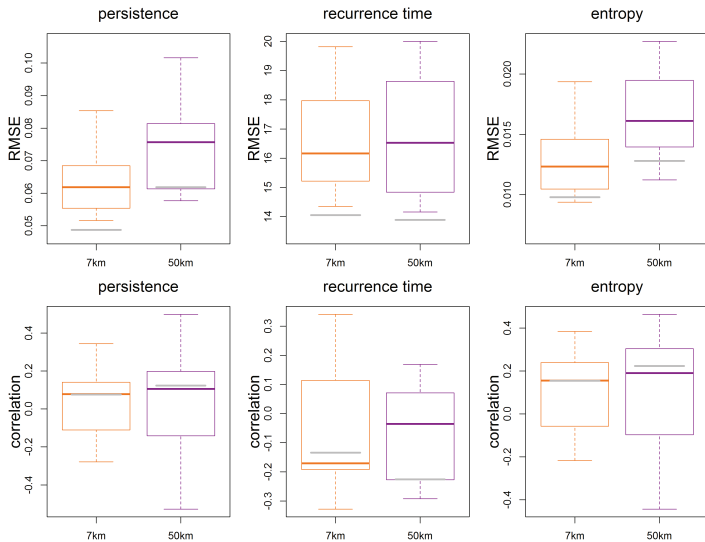 persistence
recurrence time
entropy
RMSE
0.05 0.06 0.07 0.08 0.09 0.10
7km 50km
RMSE
14 15 16 17 18 19 20
7km 50km
RMSE
0.010 0.015 0.020
7km 50km
persistence
recurrence time
entropy
correlation
-0.4 -0.2 0.0 0.2 0.4
7km 50km
correlation
-0.3 -0.2 -0.1 0.0 0.1 0.2 0.3
7km 50km
correlation
-0.4 -0.2 0.0 0.2 0.4
7km 50km